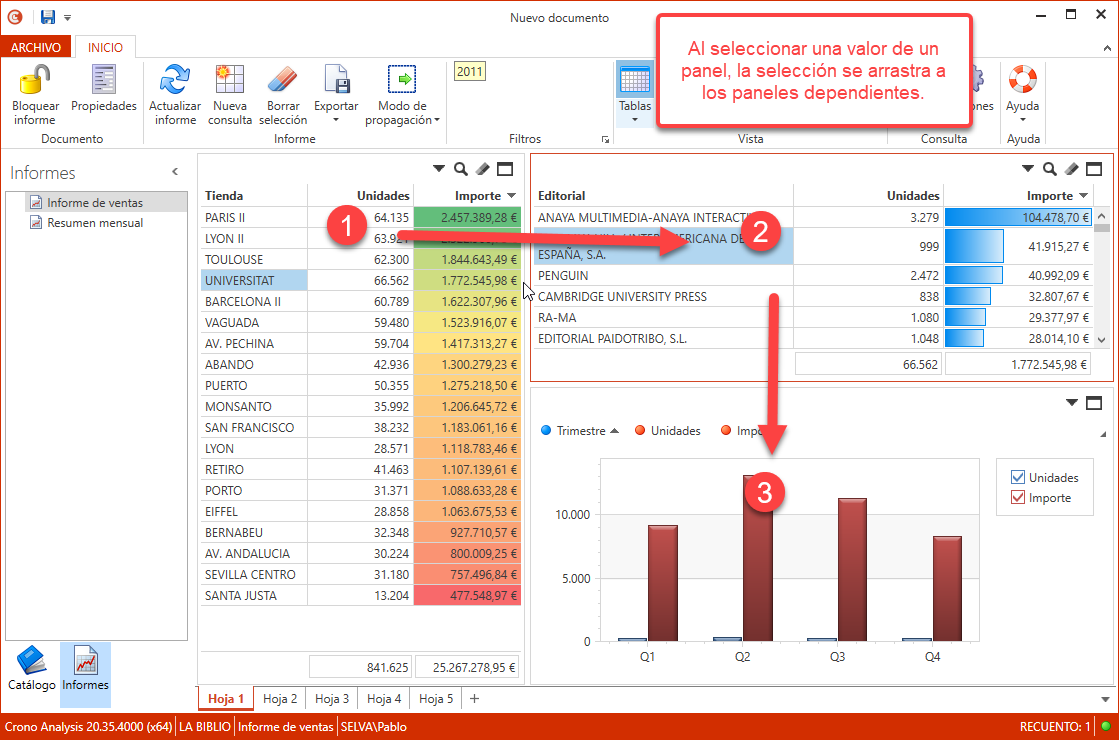 Nuevo documento
ARCHIVO INICIO
Al seleccionar una valor de un
panel, la selección se arrastra a
los paneles dependientes.
Bloquear informe
Propiedades
Documento
Actualizar informe
Nueva consulta
Borrar selección
Exportar
Modo de propagación
Informe
2011
Filtros
Tablas
Vista
Consulta
Ayuda
Ayuda
Informes
Informe de ventas
Resumen mensual
Catálogo
Informes
Tienda Unidades Importe
PARIS II 64.135 2.457.389,28 €
LYON II
TOULOUSE 62.300 1.844.643,49 €
UNIVERSITAT 66.562 1.772.545,98 €
BARCELONA II 60.789 1.622.307,96 €
VAGUADA 59.480 1.523.916,07 €
AV. PECHINA 59.704 1.417.313,27 €
ABANDO 42.936 1.300.279,23 €
PUERTO 50.355 1.275.218,50 €
MONSANTO 35.992 1.206.645,72 €
SAN FRANCISCO 38.232 1.183.061,16 €
LYON 28.571 1.118.783,46 €
RETIRO 41.463 1.107.139,61 €
PORTO 31.371 1.088.633,28 €
EIFFEL 28.858 1.063.675,53 €
BERNABEU 32.348 927.710,57 €
AV. ANDALUCIA 30.224 800.009,25 €
SEVILLA CENTRO 31.180 757.496,84 €
SANTA JUSTA 13.204 477.548,97 €
841.625 25.267.278,95 €
1
2
3
Editorial Unidades Importe
ANAYA MULTIMEDIA-ANAYA 3.279 104.478,70 €
DE
ESPAÑA, S.A. 999 41.915,27 €
PENGUIN 2.472 40.992,09 €
CAMBRIDGE UNIVERSITY PRESS 838 32.807,67 €
RA-MA 1.080 29.377,97 €
EDITORIAL PAIDOTRIBO, S.L. 1.048 28.014,10 €
66.562 1.772.545,98 €
Trimestre Unidades
Unidades
Importe
10.000
5.000
0
Q1 Q2 Q3 Q4
Hoja 1 Hoja 2 Hoja 3 Hoja 4 Hoja 5 +
Crono Analysis 20.35.4000 (x64) LA BIBLIO Informe de ventas SELVA\Pablo RECUENTO: 1